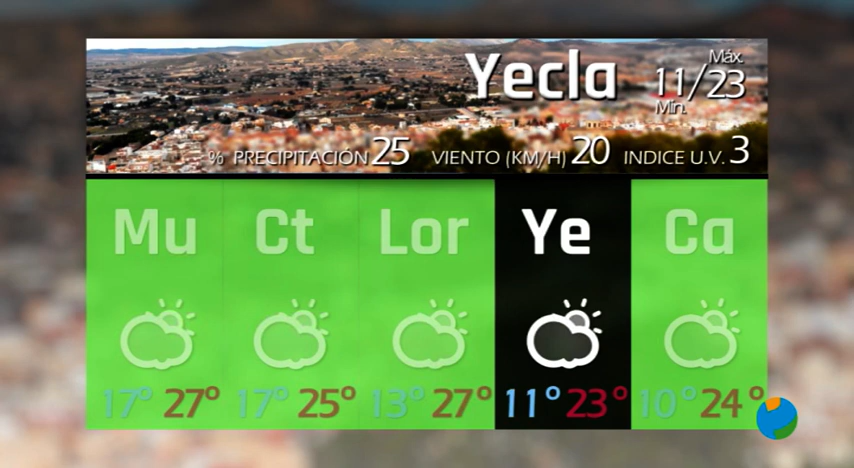 Yecla
Máx.
11/23
Mín.
% PRECIPITACIÓN 25 VIENTO (KM/H) 20 INDICE U.V. 3
Mu Ct Lor Ye Ca
17° 27° 17° 25° 13° 27° 11° 23° 10° 24°